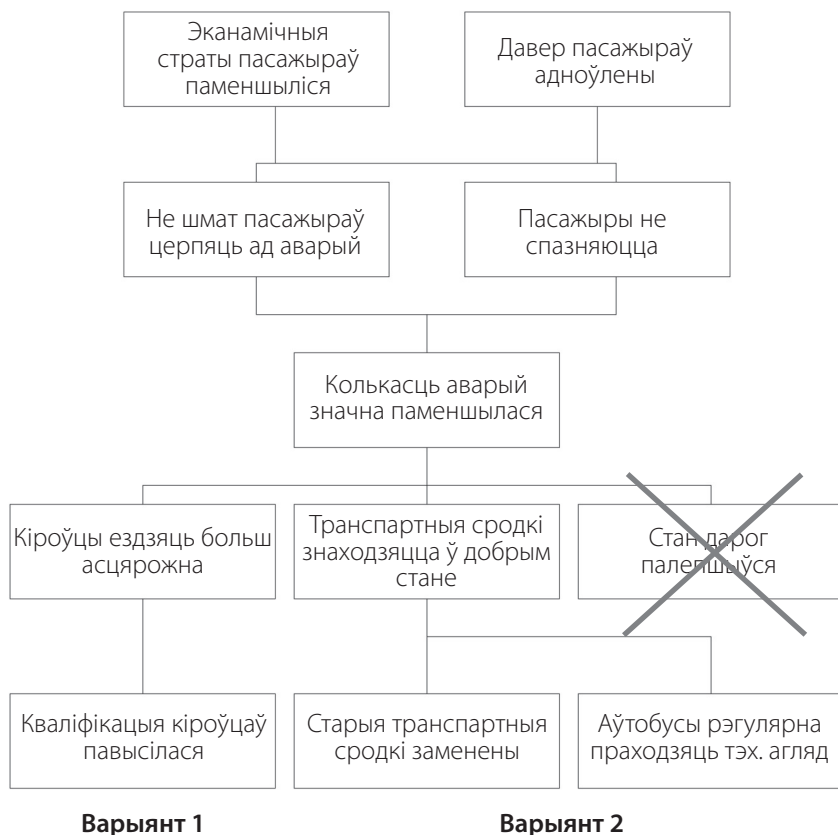 Эканамічныя
страты пасажыраў
паменшыліся
Давер пасажыраў
адноўлены
Не шмат пасажыраў
церпяць ад аварый
Пасажыры не
спазняюцца
Колькасць аварый
значна паменшылася
Кіроўцы ездзяць больш
асцярожна
Транспартныя сродкі
знаходзяцца ў добрым
стане
Стан дарог
палепшыўся
Кваліфікацыя кіроўцаў
павысілася
Старыя транспартныя
сродкі заменены
Аўтобусы рэгулярна
праходзяць тэх. агляд
Варыянт 1
Варыянт 2